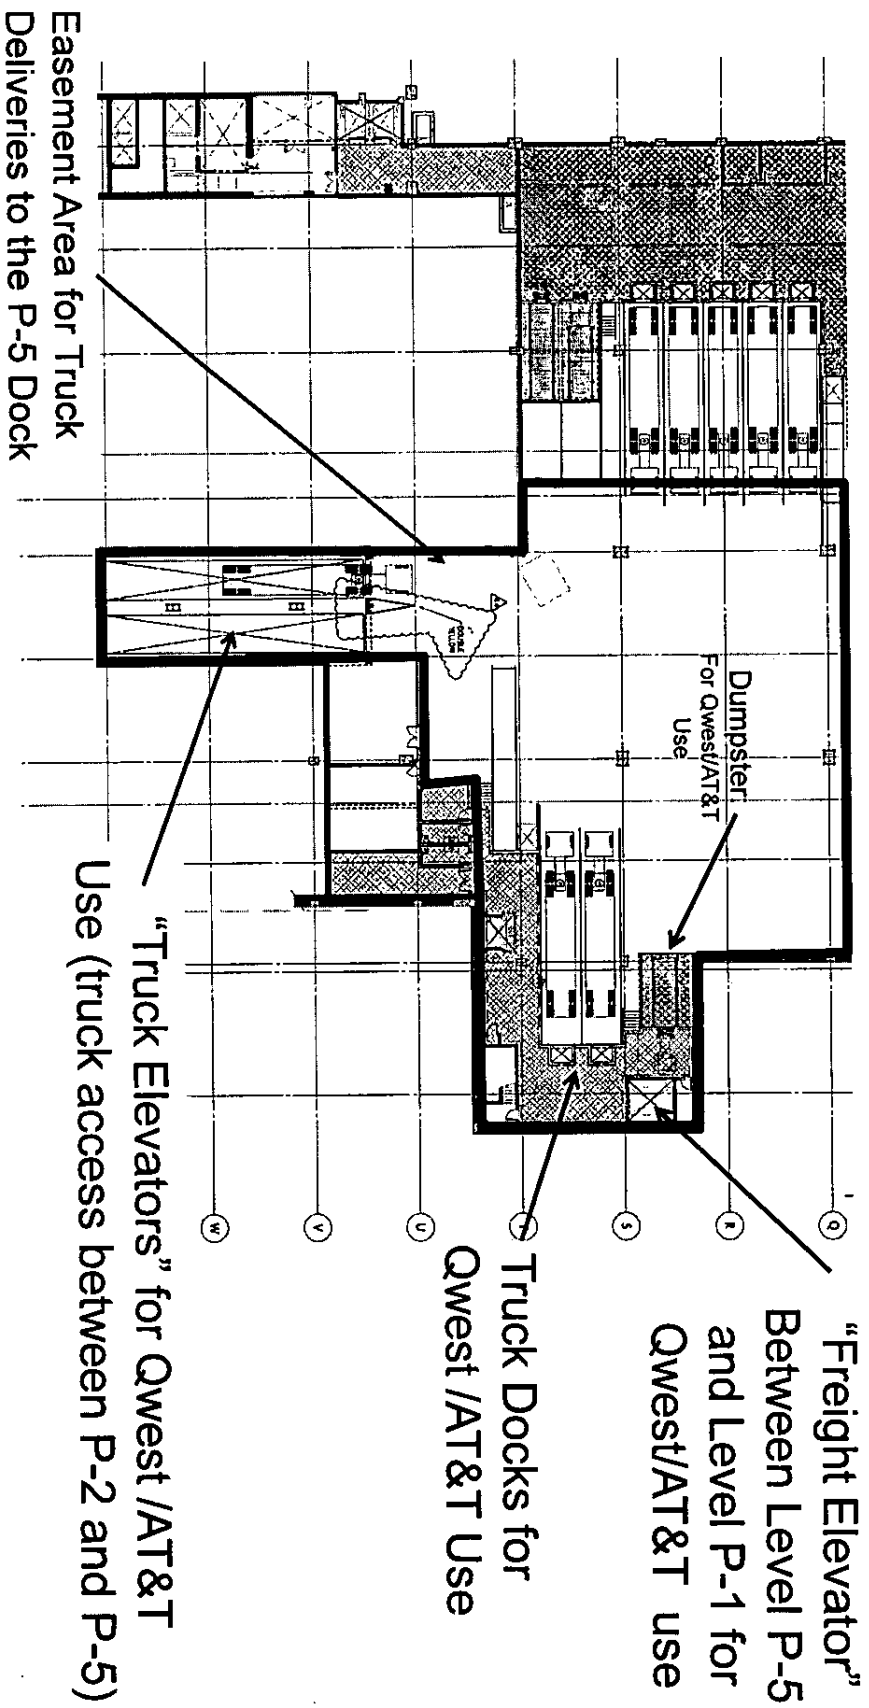 "Freight Elevator"
Between Level P-5
and Level P-1 for
Qwest/AT&T use
Dumpster
For Qwest/AT&T
Use
Q
R
S
T
U
V
W
Truck Docks for
Qwest /AT&T Use
DOUBLE
YELLOW
"Truck Elevators" for Qwest /AT&T
Use (truck access between P-2 and P-5)
Easement Area for Truck
Deliveries to the P-5 Dock